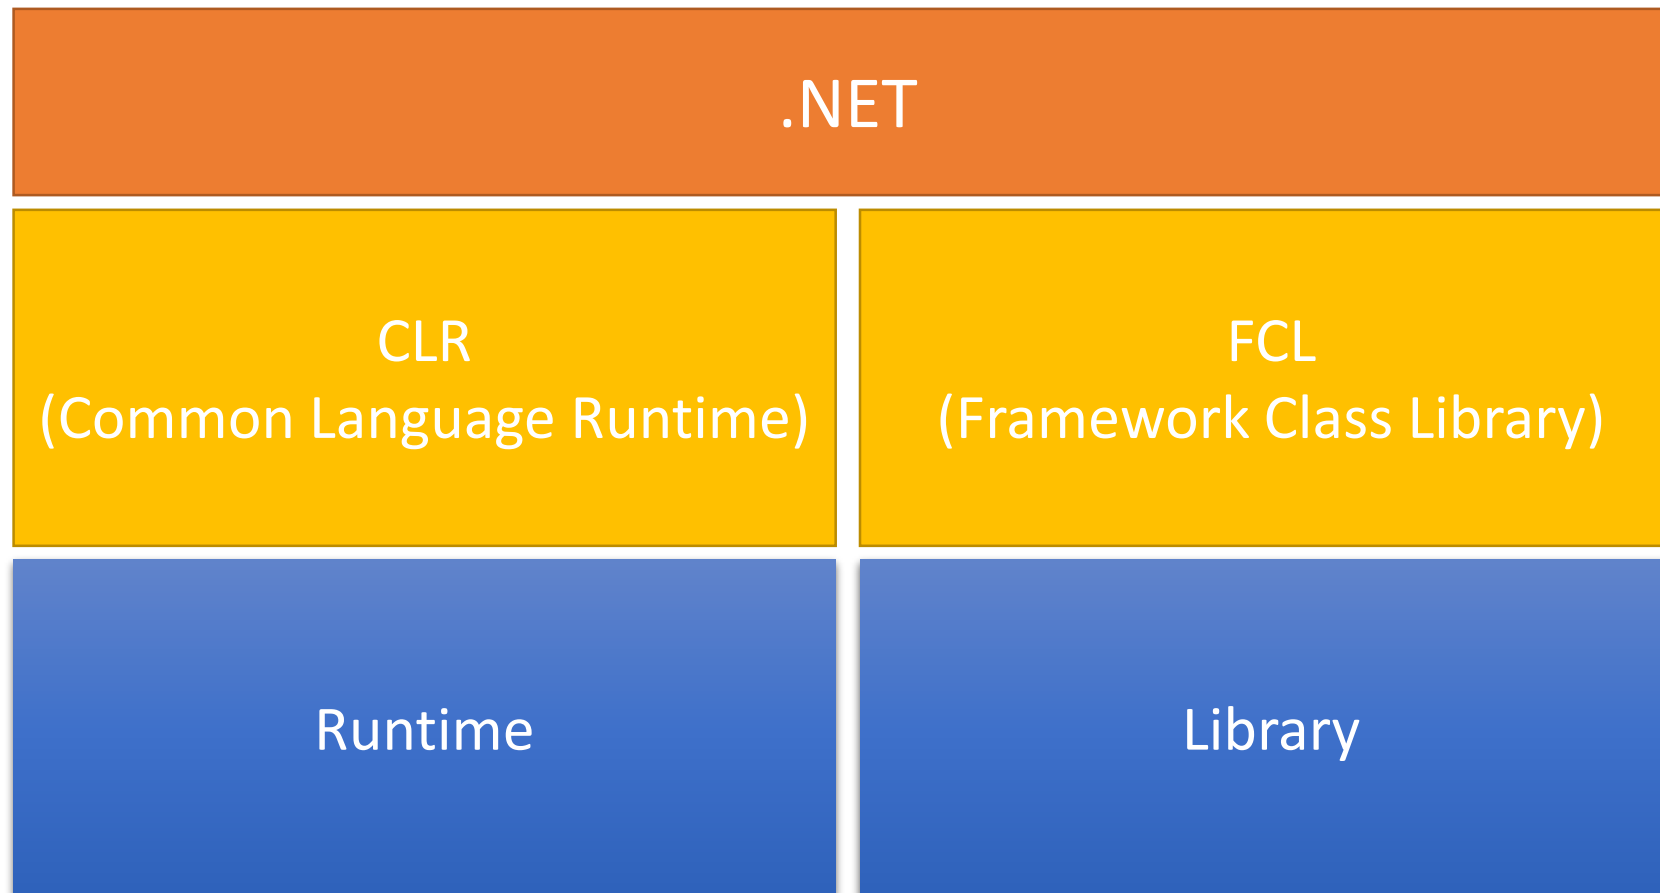 .NET
CLR
(Common Language Runtime)
FCL
(Framework Class Library)
Runtime
Library